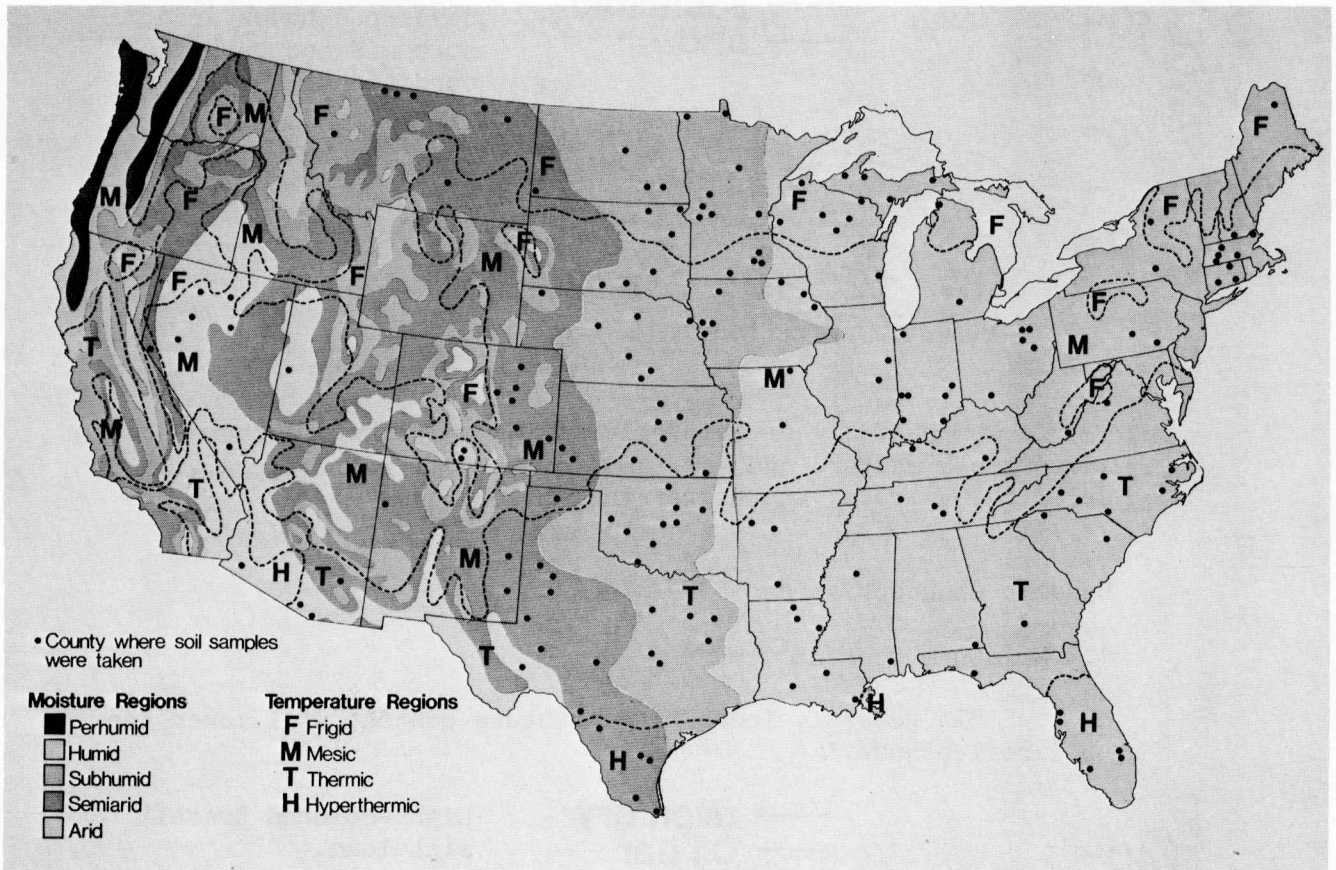 F M F F
F
M F F F
M F
F
F M
F F
F
T M M
M F F
M M
M T T
M H T
T T
• County where soil samples
were taken
T
Moisture Regions
Perhumid
Humid
Subhumid
Semiarid
Arid
Temperature Regions
F Frigid
M Mesic
T Thermic
H Hyperthermic
H
H
H